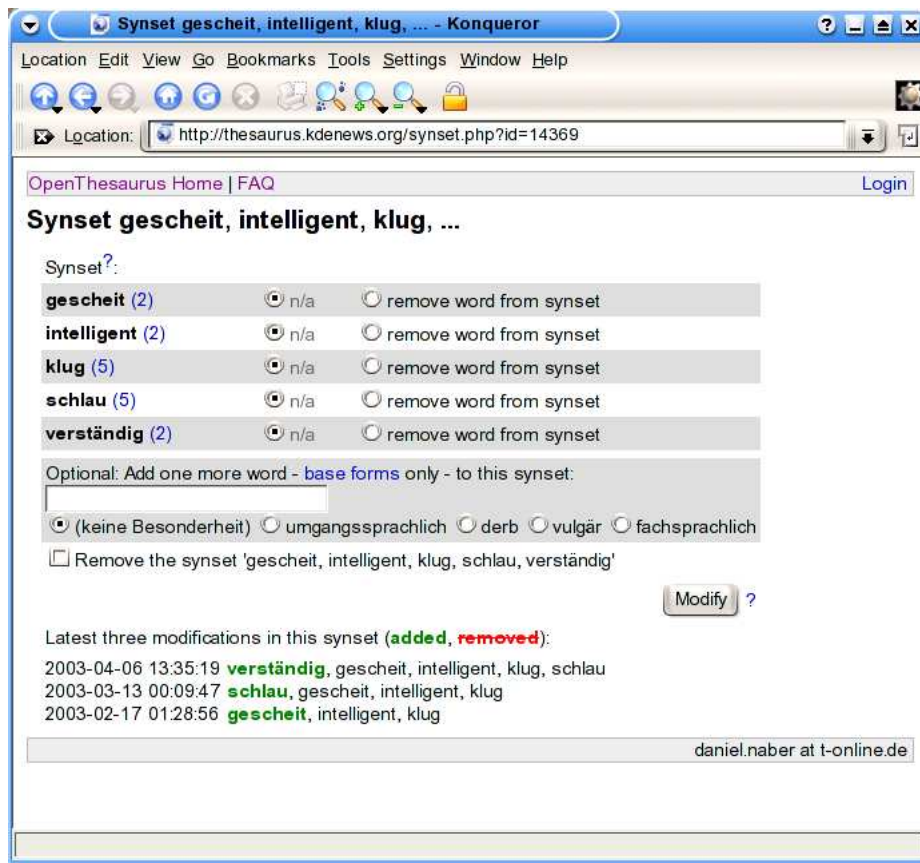 Synset gescheit, intelligent, klug, ... - Konqueror
Location Edit View Go Bookmarks Tools Settings Window Help
Location: http://thesaurus.kdenews.org/synset.php?id=14369
OpenThesaurus Home | FAQ Login
Synset gescheit, intelligent, klug, ...
Synset?:
gescheit (2) n/a remove word from synset
intelligent (2) n/a remove word from synset
klug (5) n/a remove word from synset
schlau (5) n/a remove word from synset
verständig (2) n/a remove word from synset
Optional: Add one more word - base forms only - to this synset:
(keine Besonderheit) umgangssprachlich derb vulgär fachsprachlich
Remove the synset 'gescheit, intelligent, klug, schlau, verständig'
Modify ?
Latest three modifications in this synset (added, removed):
2003-04-06 13:35:19 verständig, gescheit, intelligent, klug, schlau
2003-03-13 00:09:47 schlau, gescheit, intelligent, klug
2003-02-17 01:28:56 gescheit, intelligent, klug
daniel.naber at t-online.de